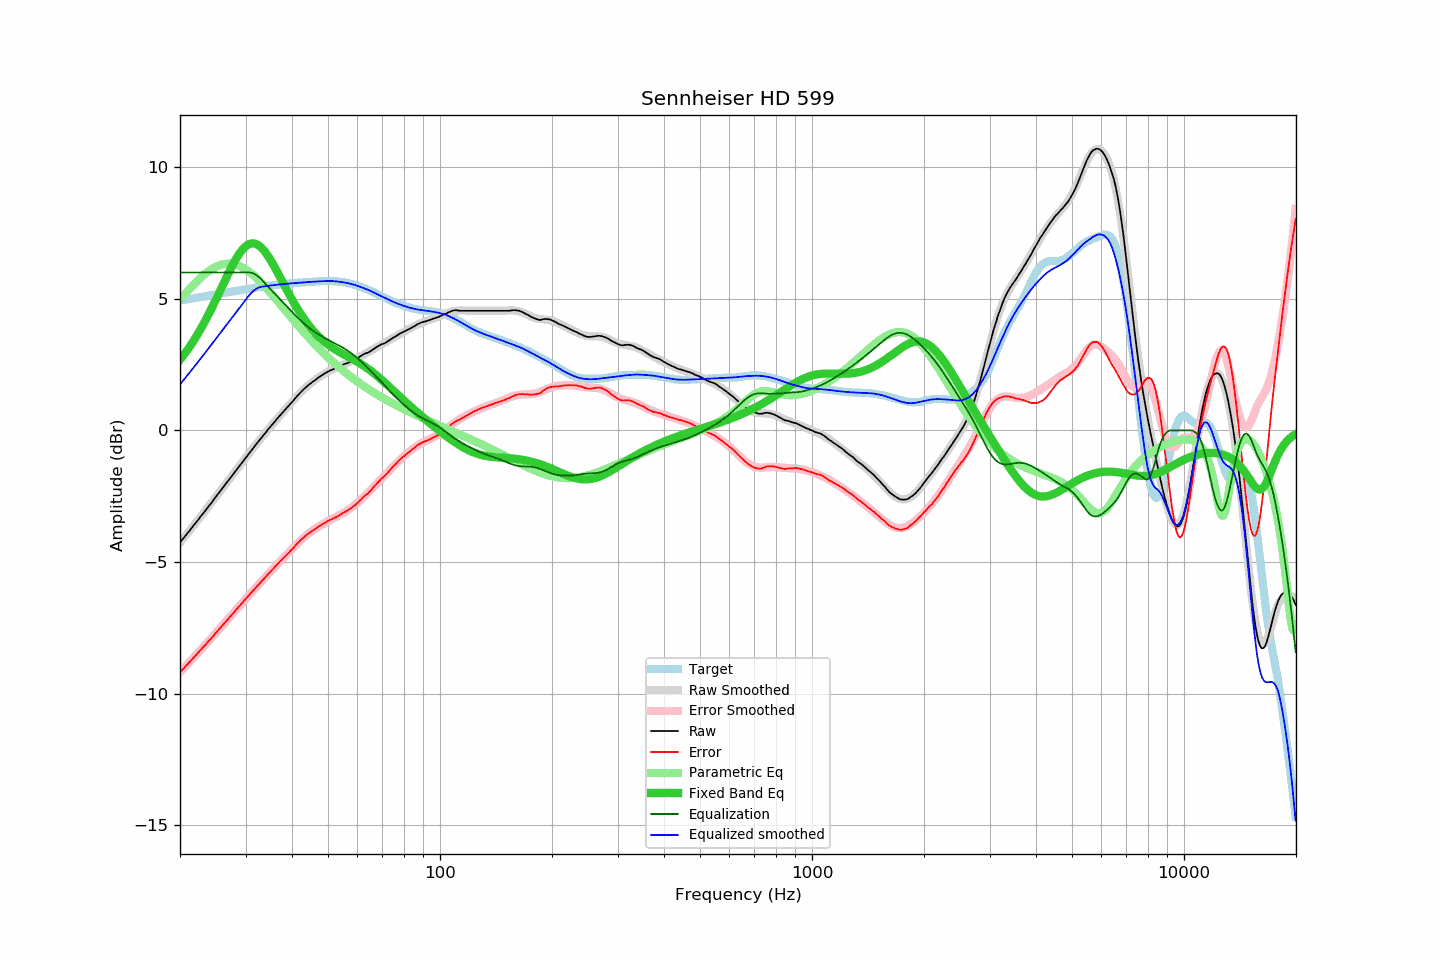 Sennheiser HD 599
10
5
0
−5
−10
−15
Amplitude (dBr)
100
1000
10000
Frequency (Hz)
Target
Raw Smoothed
Error Smoothed
Raw
Error
Parametric Eq
Fixed Band Eq
Equalization
Equalized smoothed